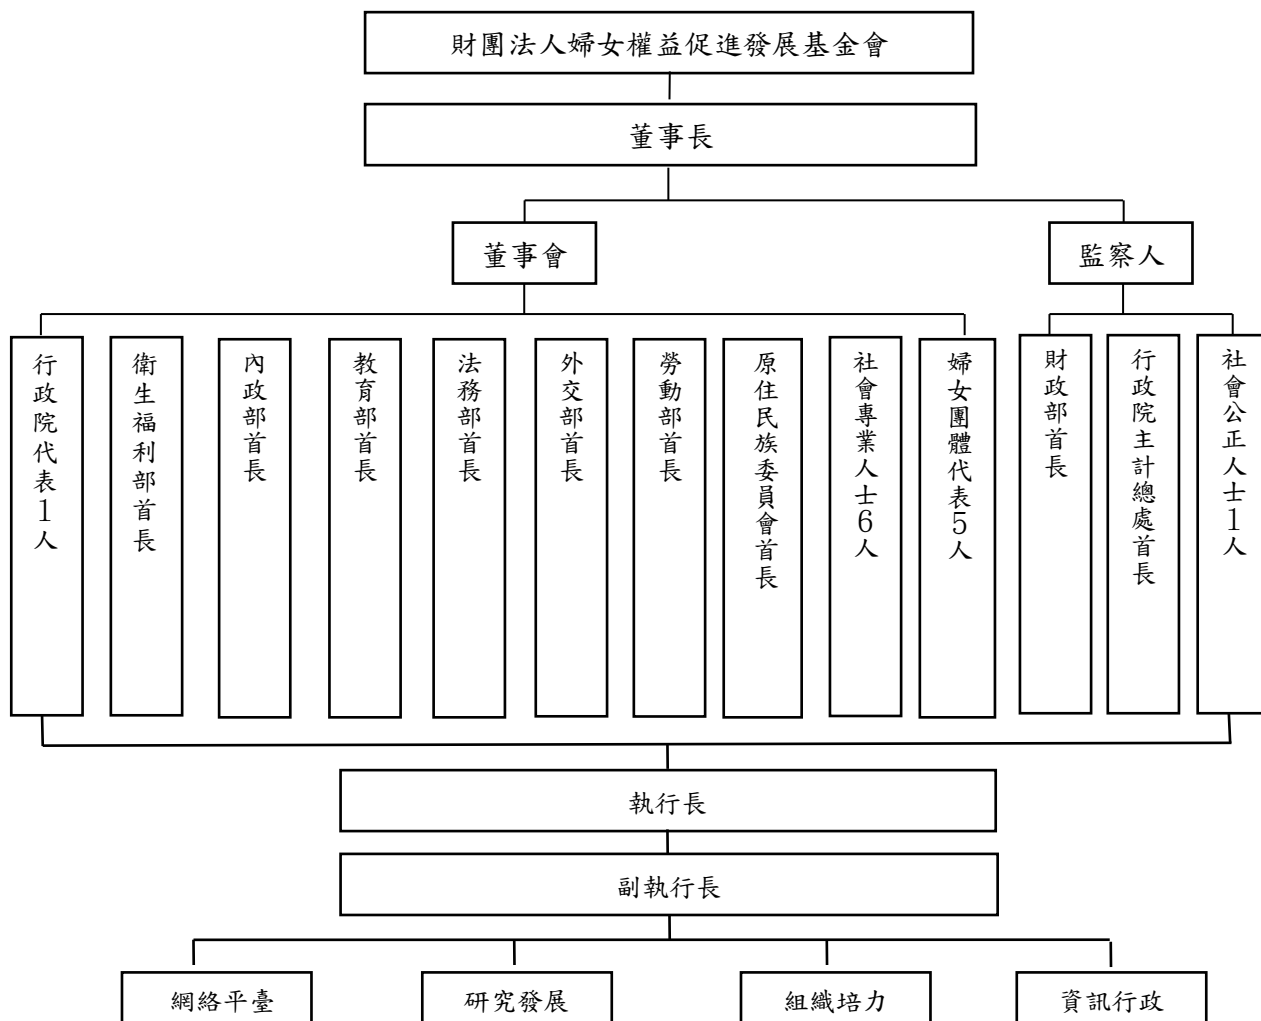 財團法人婦女權益促進發展基金會
董事長
董事會
監察人
行政院代表1人
衛生福利部首長
內政部首長
教育部首長
法務部首長
外交部首長
勞動部首長
原住民族委員會首長
社會專業人士6人
婦女團體代表5人
財政部首長
行政院主計總處首長
社會公正人士1人
執行長
副執行長
網絡平臺
研究發展
組織培力
資訊行政